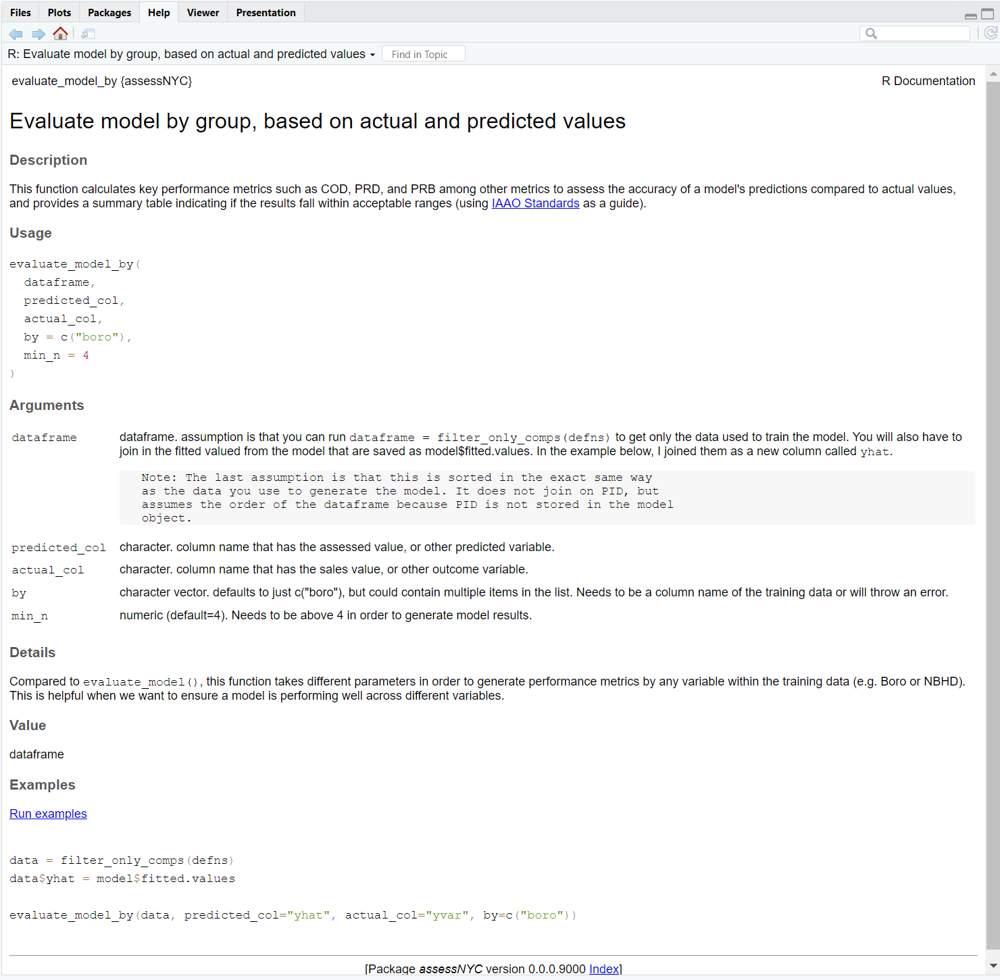 Files Plots Packages Help Viewer Presentation
R: Evaluate model by group, based on actual and predicted values Find in Topic
evaluate_model_by {assessNYC} R Documentation
Evaluate model by group, based on actual and predicted values
Description
This function calculates key performance metrics such as COD, PRD, and PRB among other metrics to assess the accuracy of a model's predictions compared to actual values,
and provides a summary table indicating if the results fall within acceptable ranges (using IAAO Standards as a guide).
Usage
evaluate_model_by(
  dataframe,
  predicted_col,
  actual_col,
  by = c("boro"),
  min_n = 4
)
Arguments
dataframe dataframe. assumption is that you can run dataframe = filter_only_comps(defns) to get only the data used to train the model. You will also have to
join in the fitted valued from the model that are saved as model$fitted.values. In the example below, I joined them as a new column called yhat.
Note: The last assumption is that this is sorted in the exact same way
as the data you use to generate the model. It does not join on PID, but
assumes the order of the dataframe because PID is not stored in the model
object.
predicted_col character. column name that has the assessed value, or other predicted variable.
actual_col character. column name that has the sales value, or other outcome variable.
by character vector. defaults to just c("boro"), but could contain multiple items in the list. Needs to be a column name of the training data or will throw an error.
min_n numeric (default=4). Needs to be above 4 in order to generate model results.
Details
Compared to evaluate_model(), this function takes different parameters in order to generate performance metrics by any variable within the training data (e.g. Boro or NBHD).
This is helpful when we want to ensure a model is performing well across different variables.
Value
dataframe
Examples
Run examples
data = filter_only_comps(defns)
data$yhat = model$fitted.values
evaluate_model_by(data, predicted_col="yhat", actual_col="yvar", by=c("boro"))
[Package assessNYC version 0.0.0.9000 Index]